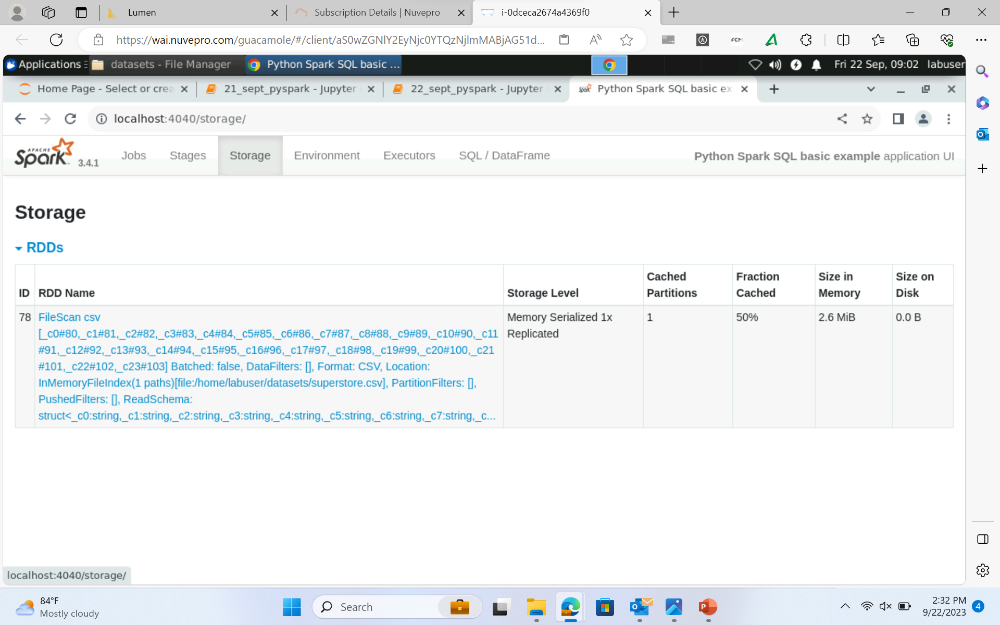 Lumen
Subscription Details | Nuvepro
i-0dceca2674a4369f0
https://wai.nuvepro.com/guacamole/#/client/aS0wZGNlY2EyNjc0YTQzNjlmMABjAG51d...
FCM
Applications
datasets - File Manager
Python Spark SQL basic ...
Fri 22 Sep, 09:02 labuser
Home Page - Select or crea
21_sept_pyspark - Jupyter
22_sept_pyspark - Jupyter
Python Spark SQL basic ex
localhost:4040/storage/
APACHE Spark 3.4.1
Jobs
Stages
Storage
Environment
Executors
SQL / DataFrame
Python Spark SQL basic example application UI
Storage
RDDs
ID RDD Name Storage Level Cached Partitions Fraction Cached Size in Memory Size on Disk
78 FileScan csv
[_c0#80,_c1#81,_c2#82,_c3#83,_c4#84,_c5#85,_c6#86,_c7#87,_c8#88,_c9#89,_c10#90,_c11
#91,_c12#92,_c13#93,_c14#94,_c15#95,_c16#96,_c17#97,_c18#98,_c19#99,_c20#100,_c21
#101,_c22#102,_c23#103] Batched: false, DataFilters: [], Format: CSV, Location:
InMemoryFileIndex(1 paths)[file:/home/labuser/datasets/superstore.csv], PartitionFilters: [],
PushedFilters: [], ReadSchema:
struct<_c0:string,_c1:string,_c2:string,_c3:string,_c4:string,_c5:string,_c6:string,_c7:string,_c...
Memory Serialized 1x
Replicated
1
50%
2.6 MiB
0.0 B
localhost:4040/storage/
84°F
Mostly cloudy
Search
2:32 PM
9/22/2023
4